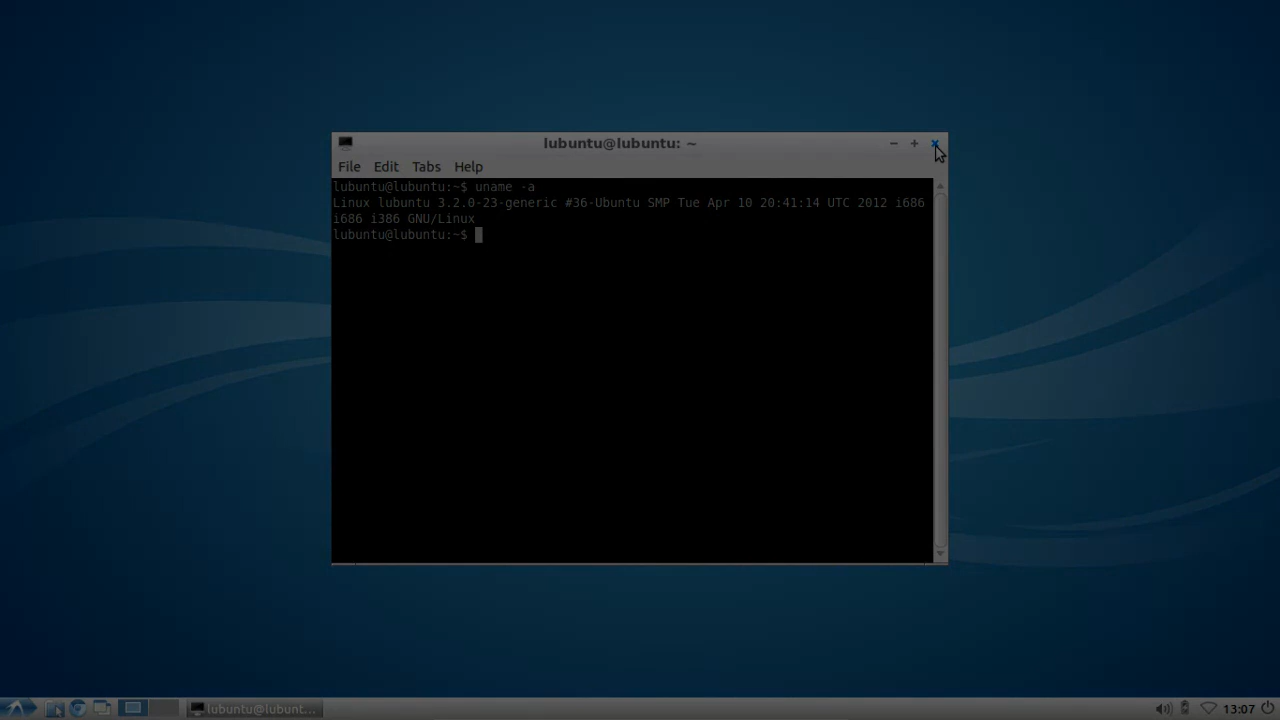 lubuntu@lubuntu: ~
File Edit Tabs Help
lubuntu@lubuntu:~$ uname -a
Linux lubuntu 3.2.0-23-generic #36-Ubuntu SMP Tue Apr 10 20:41:14 UTC 2012 i686
i686 i386 GNU/Linux
lubuntu@lubuntu:~$
lubuntu@lubunt...
13:07